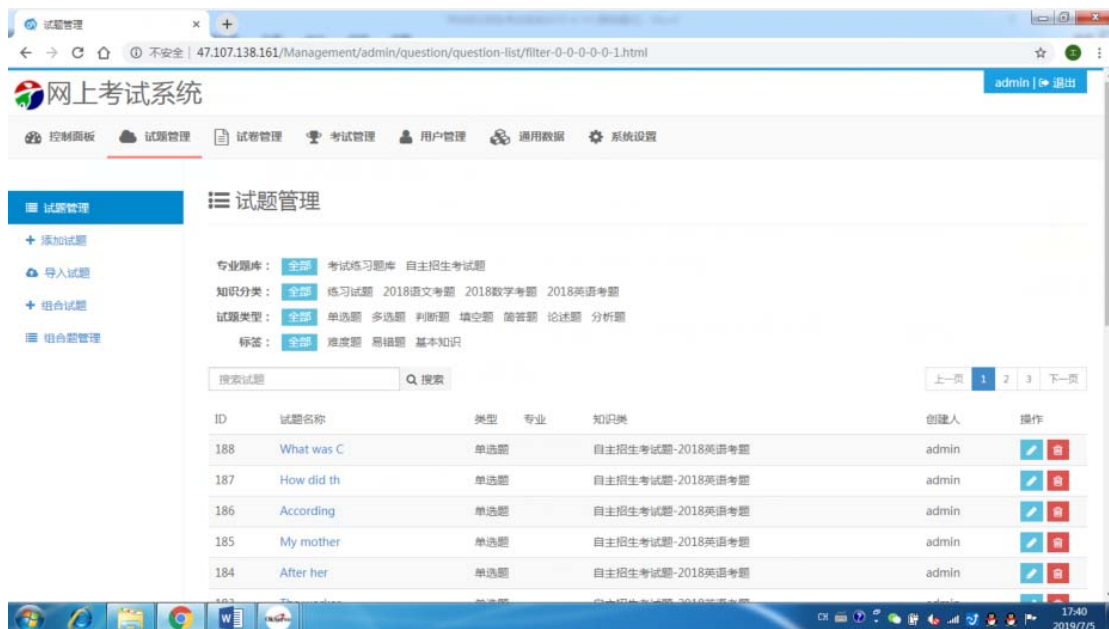 试题管理
不安全 | 47.107.138.161/Management/admin/question/question-list/filter-0-0-0-0-0-1.html
admin | 退出
网上考试系统
控制面板 试题管理 试卷管理 考试管理 用户管理 通用数据 系统设置
试题管理
添加试题
导入试题
组合试题
组合题管理
试题管理
专业题库: 全部 考试练习题库 自主招生考试题
知识分类: 全部 练习试题 2018语文考题 2018数学考题 2018英语考题
试题类型: 全部 单选题 多选题 判断题 填空题 简答题 论述题 分析题
标签: 全部 难度题 易错题 基本知识
搜索试题 搜索 上一页 1 2 3 下一页
ID 试题名称 类型 专业 知识类 创建人 操作
188 What was C 单选题 自主招生考试题-2018英语考题 admin
187 How did th 单选题 自主招生考试题-2018英语考题 admin
186 According 单选题 自主招生考试题-2018英语考题 admin
185 My mother 单选题 自主招生考试题-2018英语考题 admin
184 After her 单选题 自主招生考试题-2018英语考题 admin
CH 17:40
2019/7/5